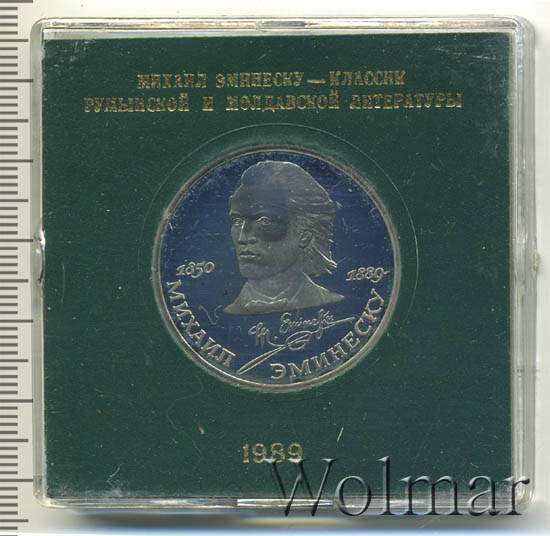 МИХАИЛ ЭМИНЕСКУ—КЛАССИК
РУМЫНСКОЙ И МОЛДАВСКОЙ ЛИТЕРАТУРЫ
1850
1889
МИХАИЛ ЭМИНЕСКУ
1989
Wolmar